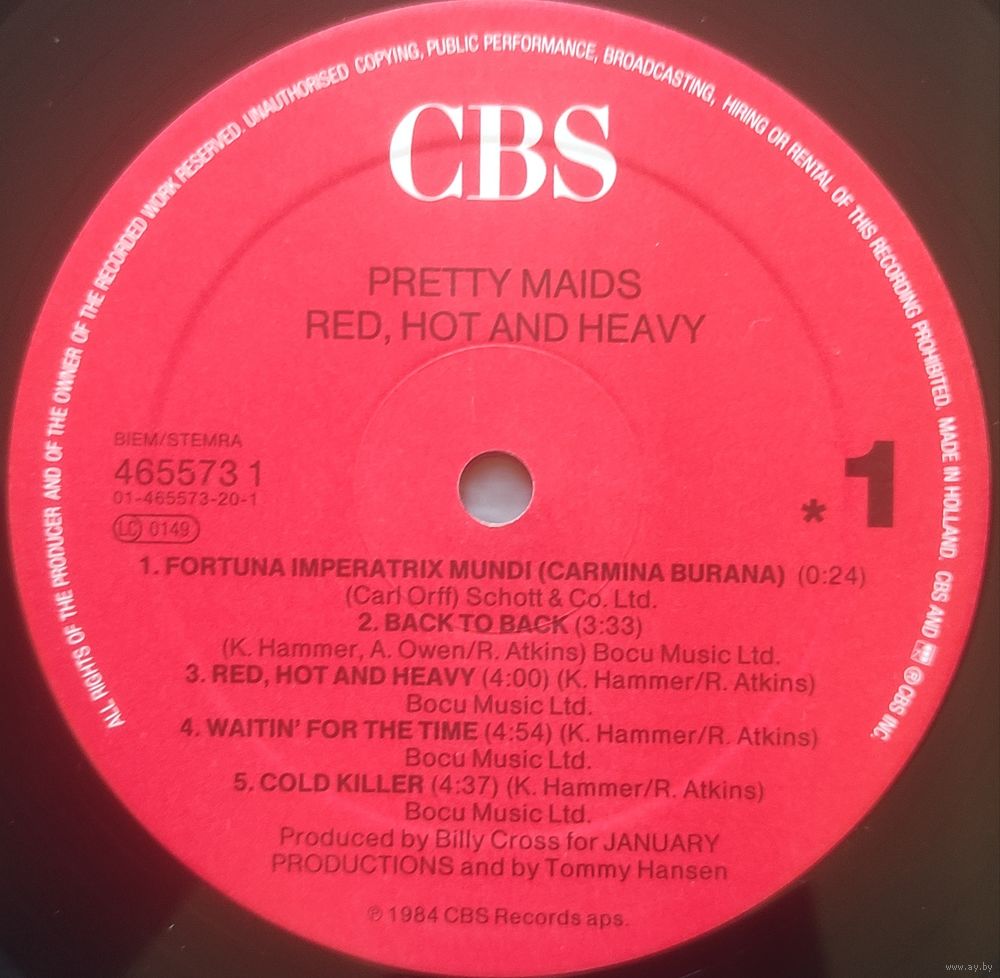 ALL RIGHTS OF THE PRODUCER AND OF THE OWNER OF THE RECORDED WORK RESERVED. UNAUTHORISED COPYING, PUBLIC PERFORMANCE, BROADCASTING, HIRING OR RENTAL OF THIS RECORDING PROHIBITED. MADE IN HOLLAND. CBS AND ℗ CBS INC.
CBS
PRETTY MAIDS
RED, HOT AND HEAVY
BIEM/STEMRA
465573 1
01-465573-20-1
LC 0149
* 1
1. FORTUNA IMPERATRIX MUNDI (CARMINA BURANA) (0:24)
(Carl Orff) Schott & Co. Ltd.
2. BACK TO BACK (3:33)
(K. Hammer, A. Owen/R. Atkins) Bocu Music Ltd.
3. RED, HOT AND HEAVY (4:00) (K. Hammer/R. Atkins)
Bocu Music Ltd.
4. WAITIN' FOR THE TIME (4:54) (K. Hammer/R. Atkins)
Bocu Music Ltd.
5. COLD KILLER (4:37) (K. Hammer/R. Atkins)
Bocu Music Ltd.
Produced by Billy Cross for JANUARY
PRODUCTIONS and by Tommy Hansen
℗ 1984 CBS Records aps.
www.ay.by